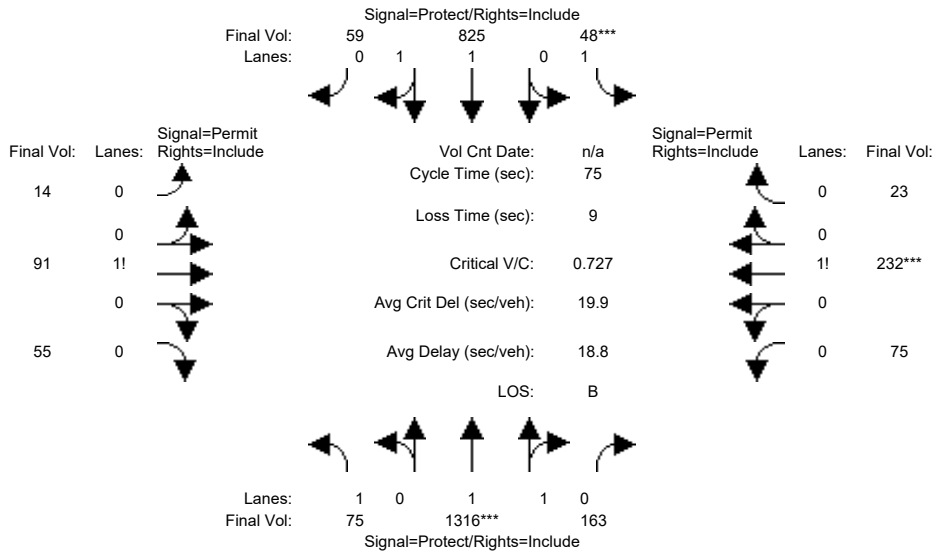 Signal=Protect/Rights=Include
Final Vol: 59 825 48***
Lanes: 0 1 1 0 1
Signal=Permit
Final Vol: Lanes: Rights=Include
Vol Cnt Date: n/a
Signal=Permit
Rights=Include Lanes: Final Vol:
Cycle Time (sec): 75
14 0
0 23
Loss Time (sec): 9
0
0
91 1!
Critical V/C: 0.727
1! 232***
0
Avg Crit Del (sec/veh): 19.9
0
55 0
Avg Delay (sec/veh): 18.8
0 75
LOS: B
Lanes: 1 0 1 1 0
Final Vol: 75 1316*** 163
Signal=Protect/Rights=Include